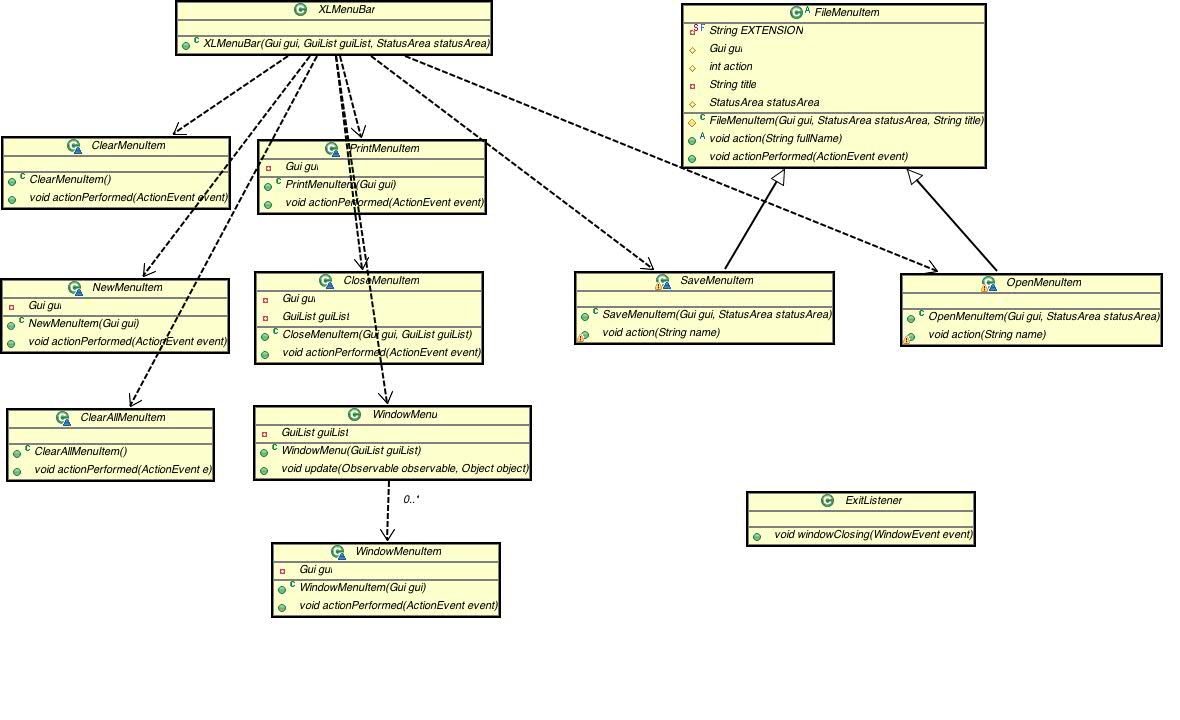 XLMenuBar
XLMenuBar(Gui gui, GuiList guiList, StatusArea statusArea)
FileMenuItem
String EXTENSION
Gui gui
int action
String title
StatusArea statusArea
FileMenuItem(Gui gui, StatusArea statusArea, String title)
void action(String fullName)
void actionPerformed(ActionEvent event)
ClearMenuItem
ClearMenuItem()
void actionPerformed(ActionEvent event)
PrintMenuItem
Gui gui
PrintMenuItem(Gui gui)
void actionPerformed(ActionEvent event)
NewMenuItem
Gui gui
NewMenuItem(Gui gui)
void actionPerformed(ActionEvent event)
CloseMenuItem
Gui gui
GuiList guiList
CloseMenuItem(Gui gui, GuiList guiList)
void actionPerformed(ActionEvent event)
SaveMenuItem
SaveMenuItem(Gui gui, StatusArea statusArea)
void action(String name)
OpenMenuItem
OpenMenuItem(Gui gui, StatusArea statusArea)
void action(String name)
ClearAllMenuItem
ClearAllMenuItem()
void actionPerformed(ActionEvent e)
WindowMenu
GuiList guiList
WindowMenu(GuiList guiList)
void update(Observable observable, Object object)
0..*
ExitListener
void windowClosing(WindowEvent event)
WindowMenuItem
Gui gui
WindowMenuItem(Gui gui)
void actionPerformed(ActionEvent event)